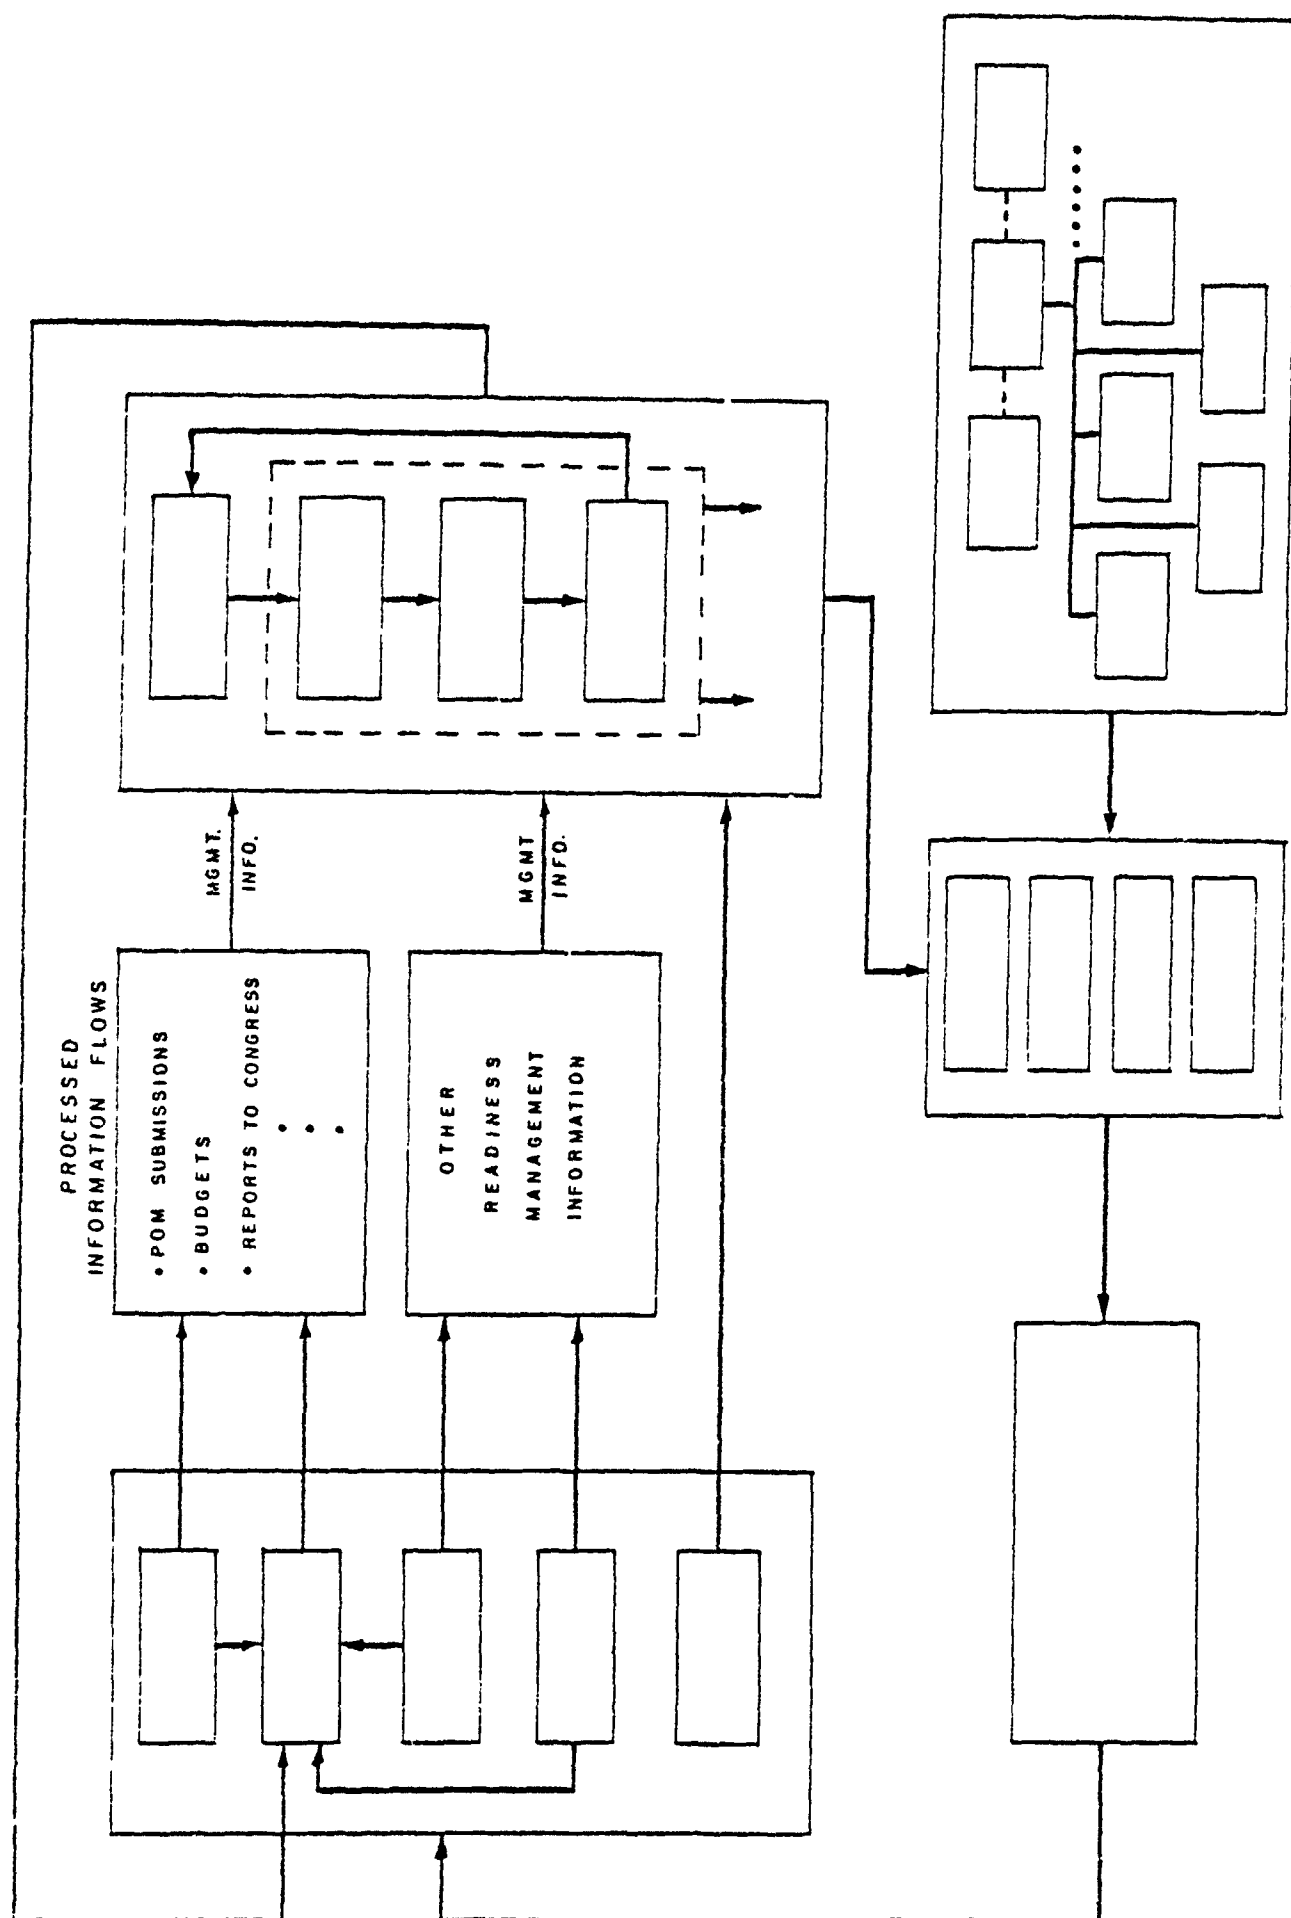 PROCESSED
INFORMATION FLOWS
• POM SUBMISSIONS
• BUDGETS
• REPORTS TO CONGRESS
•
•
•
MGMT.
INFO.
OTHER
READINESS
MANAGEMENT
INFORMATION
MGMT
INFO.